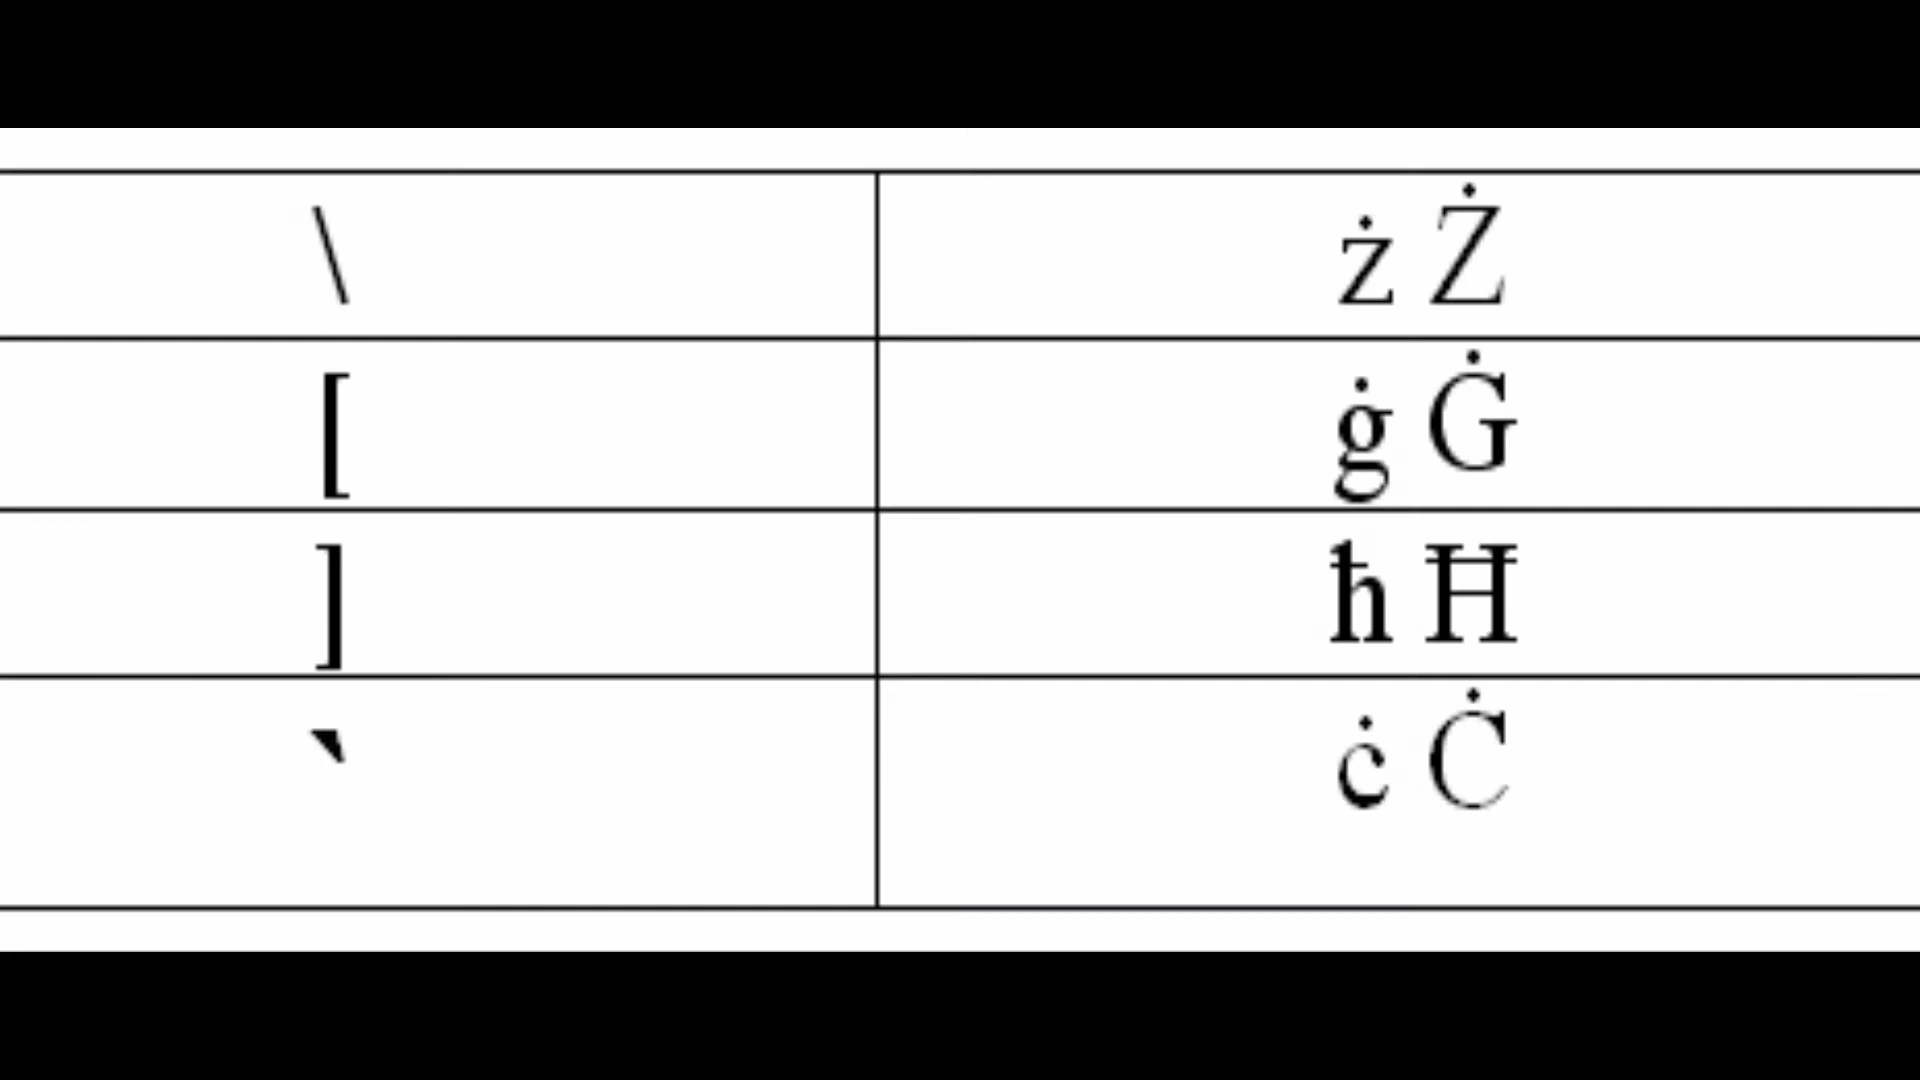 \ ż Ż
[ ġ Ġ
] ħ Ħ
` ċ Ċ